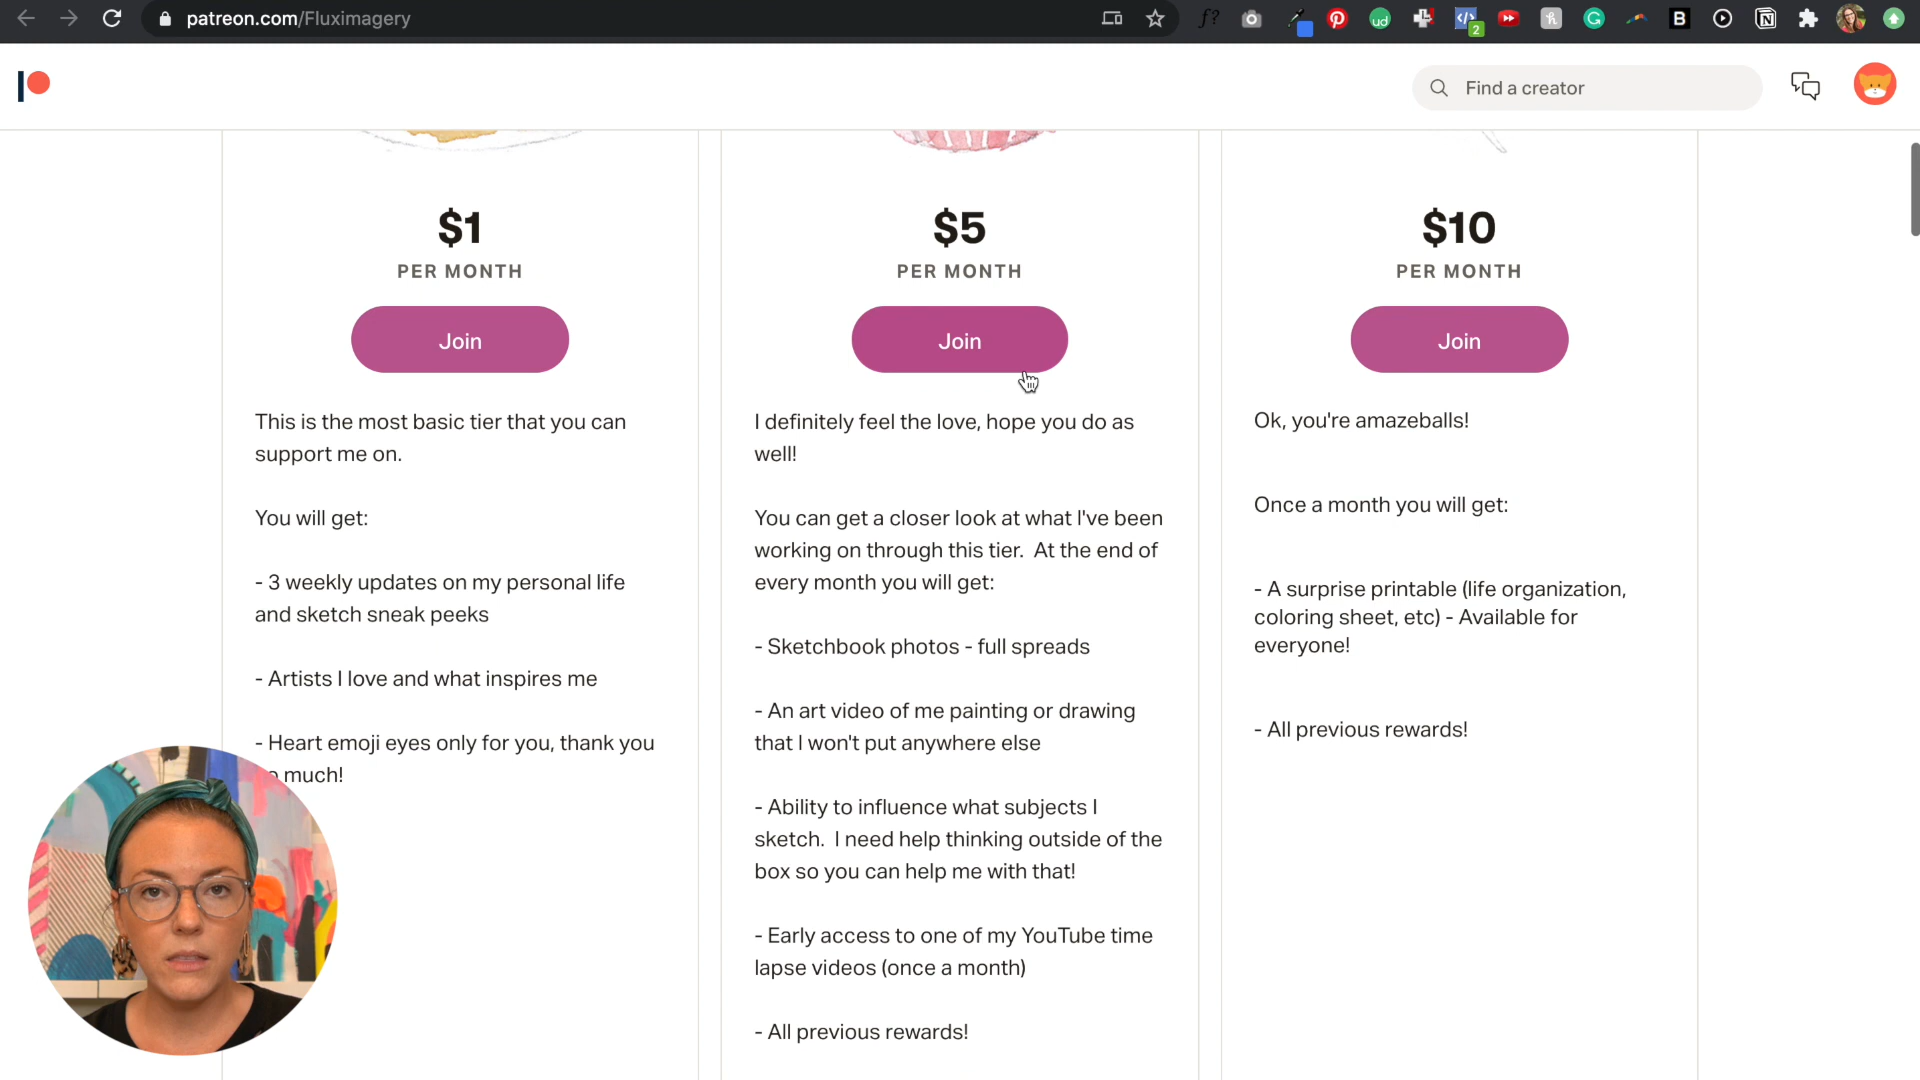 patreon.com/Fluximagery
Find a creator
$1
PER MONTH
Join
This is the most basic tier that you can
support me on.
You will get:
- 3 weekly updates on my personal life
and sketch sneak peeks
- Artists I love and what inspires me
- Heart emoji eyes only for you, thank you
much!
$5
PER MONTH
Join
I definitely feel the love, hope you do as
well!
You can get a closer look at what I've been
working on through this tier. At the end of
every month you will get:
- Sketchbook photos - full spreads
- An art video of me painting or drawing
that I won't put anywhere else
- Ability to influence what subjects I
sketch. I need help thinking outside of the
box so you can help me with that!
- Early access to one of my YouTube time
lapse videos (once a month)
- All previous rewards!
$10
PER MONTH
Join
Ok, you're amazeballs!
Once a month you will get:
- A surprise printable (life organization,
coloring sheet, etc) - Available for
everyone!
- All previous rewards!